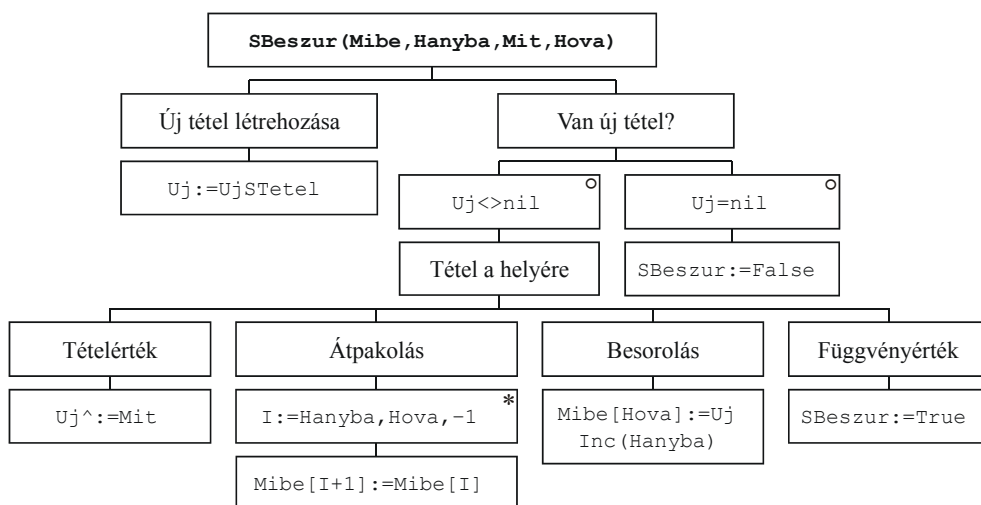 SBeszur(Mibe,Hanyba,Mit,Hova)
Új tétel létrehozása
Van új tétel?
Uj:=UjSTetel
Uj<>nil
Uj=nil
Tétel a helyére
SBeszur:=False
Tételérték
Átpakolás
Besorolás
Függvényérték
Uj^:=Mit
I:=Hanyba,Hova,-1 *
Mibe[Hova]:=Uj
Inc(Hanyba)
SBeszur:=True
Mibe[I+1]:=Mibe[I]